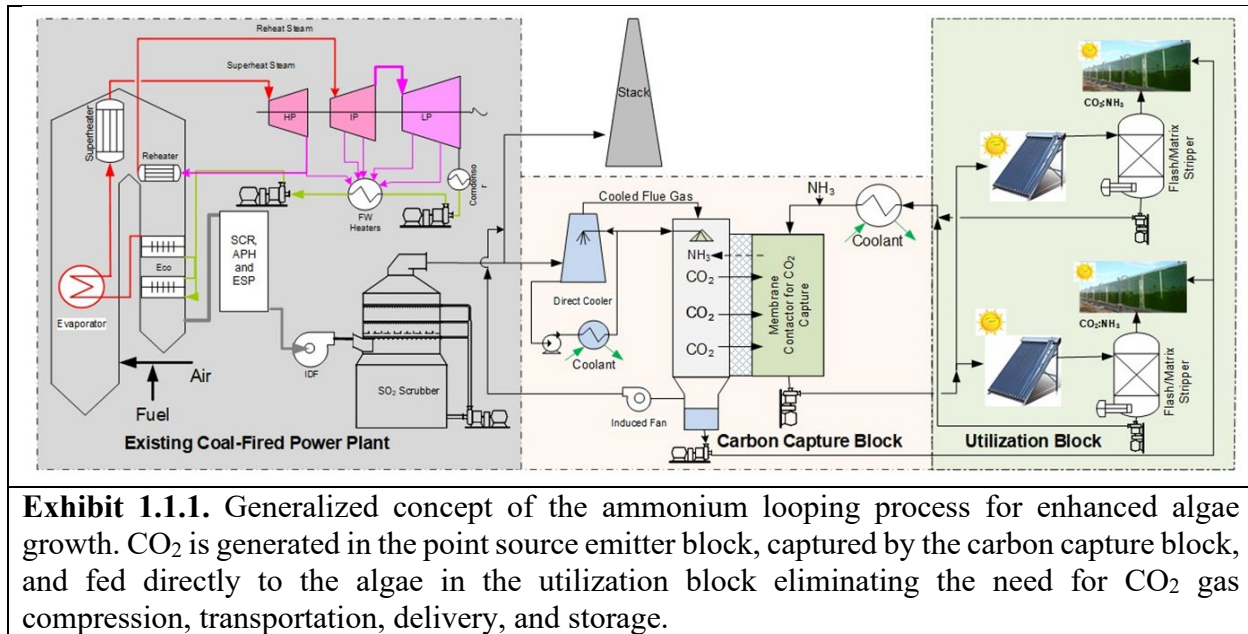 Reheat Steam
Superheat Steam
HP
IP
LP
Superheater
Reheater
Condenso
r
FW
Heaters
SCR,
APH
and
ESP
Eco
Evaporator
Air
Fuel
IDF
SO2 Scrubber
Existing Coal-Fired Power Plant
Stack
Cooled Flue Gas
Direct Cooler
Coolant
NH3
Coolant
NH3
CO2
CO2
CO2
Membrane
Contactor for CO2
Capture
Induced Fan
Carbon Capture Block
CO2:NH3
Flash/Matrix
Stripper
CO2:NH3
Flash/Matrix
Stripper
Utilization Block
Exhibit 1.1.1. Generalized concept of the ammonium looping process for enhanced algae
growth. CO2 is generated in the point source emitter block, captured by the carbon capture block,
and fed directly to the algae in the utilization block eliminating the need for CO2 gas
compression, transportation, delivery, and storage.